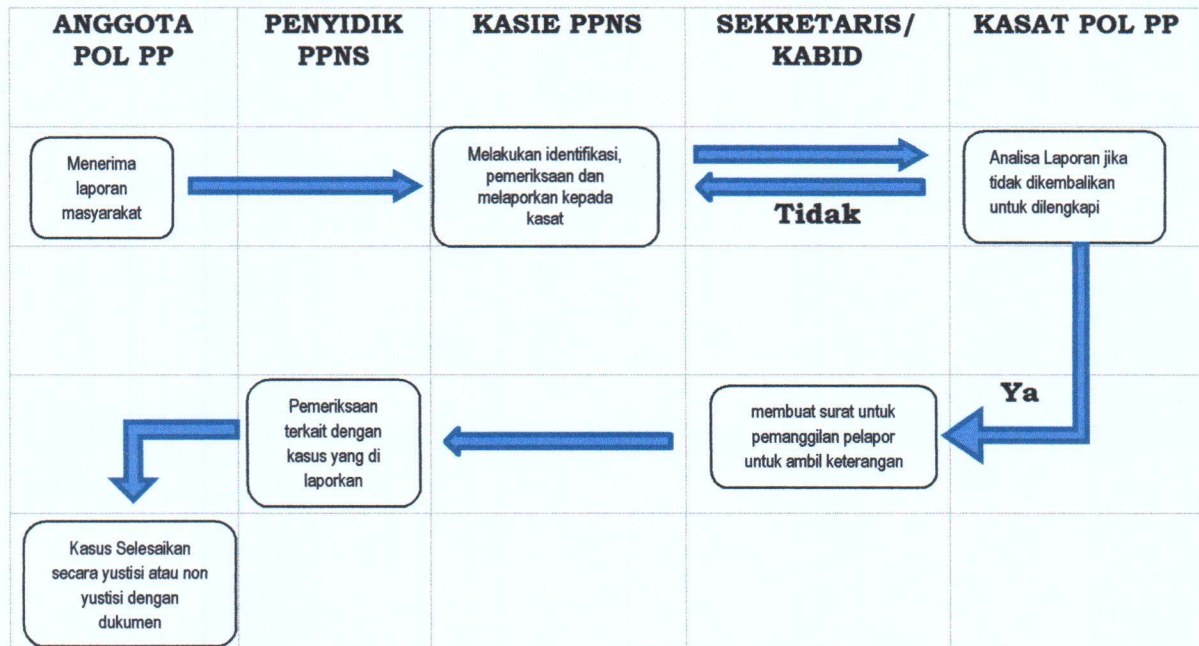 ANGGOTA
POL PP
PENYIDIK
PPNS
KASIE PPNS
SEKRETARIS/
KABID
KASAT POL PP
Menerima
laporan
masyarakat
Melakukan identifikasi,
pemeriksaan dan
melaporkan kepada
kasat
Tidak
Analisa Laporan jika
tidak dikembalikan
untuk dilengkapi
Ya
membuat surat untuk
pemanggilan pelapor
untuk ambil keterangan
Pemeriksaan
terkait dengan
kasus yang di
laporkan
Kasus Selesaikan
secara yustisi atau non
yustisi dengan
dokumen